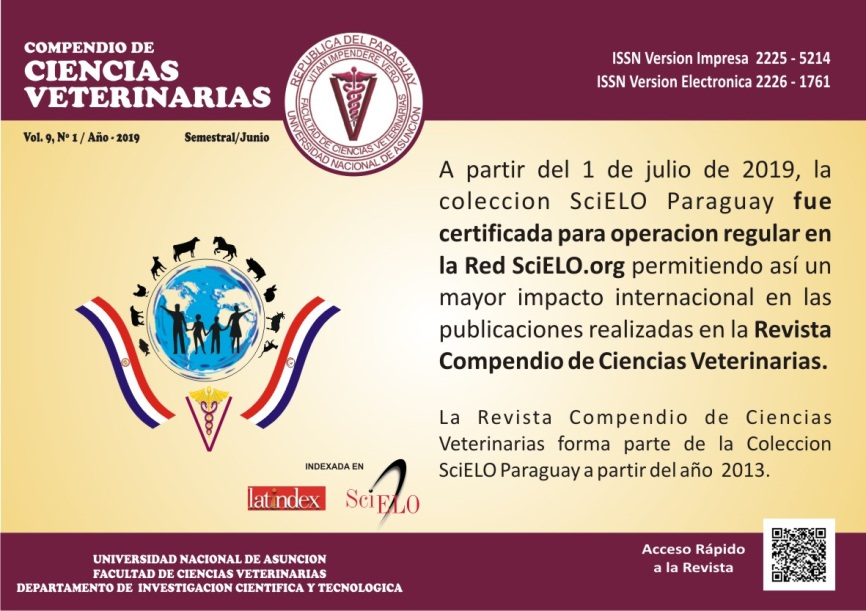 COMPENDIO DE
CIENCIAS
VETERINARIAS
Vol. 9, Nº 1 / Año - 2019
Semestral/Junio
REPUBLICA DEL PARAGUAY
VITAM IMPENDERE VERO
FACULTAD DE CIENCIAS VETERINARIAS
UNIVERSIDAD NACIONAL DE ASUNCIÓN
ISSN Version Impresa 2225 - 5214
ISSN Version Electronica 2226 - 1761
A partir del 1 de julio de 2019, la
coleccion SciELO Paraguay fue
certificada para operacion regular en
la Red SciELO.org permitiendo así un
mayor impacto internacional en las
publicaciones realizadas en la Revista
Compendio de Ciencias Veterinarias.
La Revista Compendio de Ciencias
Veterinarias forma parte de la Coleccion
SciELO Paraguay a partir del año 2013.
INDEXADA EN
latindex
SciELO
UNIVERSIDAD NACIONAL DE ASUNCION
FACULTAD DE CIENCIAS VETERINARIAS
DEPARTAMENTO DE INVESTIGACION CIENTIFICA Y TECNOLOGICA
Acceso Rápido
a la Revista